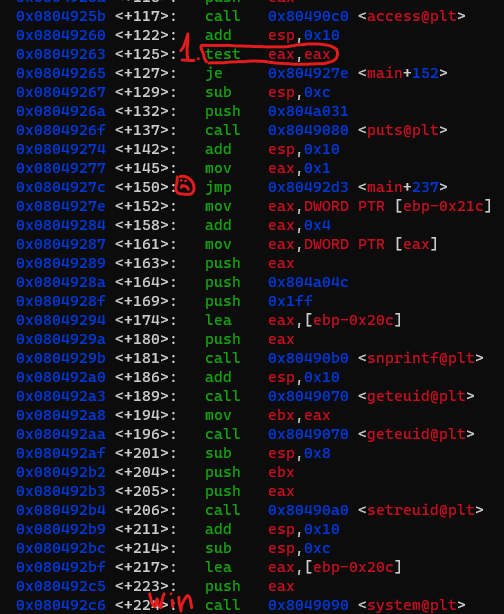 push eax
0x0804925b <+117>: call 0x80490c0 <access@plt>
0x08049260 <+122>: add esp,0x10
0x08049263 <+125>: 1. test eax,eax
0x08049265 <+127>: je 0x804927e <main+152>
0x08049267 <+129>: sub esp,0xc
0x0804926a <+132>: push 0x804a031
0x0804926f <+137>: call 0x8049080 <puts@plt>
0x08049274 <+142>: add esp,0x10
0x08049277 <+145>: mov eax,0x1
0x0804927c <+150>: jmp 0x80492d3 <main+237>
0x0804927e <+152>: mov eax,DWORD PTR [ebp-0x21c]
0x08049284 <+158>: add eax,0x4
0x08049287 <+161>: mov eax,DWORD PTR [eax]
0x08049289 <+163>: push eax
0x0804928a <+164>: push 0x804a04c
0x0804928f <+169>: push 0x1ff
0x08049294 <+174>: lea eax,[ebp-0x20c]
0x0804929a <+180>: push eax
0x0804929b <+181>: call 0x80490b0 <snprintf@plt>
0x080492a0 <+186>: add esp,0x10
0x080492a3 <+189>: call 0x8049070 <geteuid@plt>
0x080492a8 <+194>: mov ebx,eax
0x080492aa <+196>: call 0x8049070 <geteuid@plt>
0x080492af <+201>: sub esp,0x8
0x080492b2 <+204>: push ebx
0x080492b3 <+205>: push eax
0x080492b4 <+206>: call 0x80490a0 <setreuid@plt>
0x080492b9 <+211>: add esp,0x10
0x080492bc <+214>: sub esp,0xc
0x080492bf <+217>: lea eax,[ebp-0x20c]
0x080492c5 <+223>: push eax
0x080492c6 <+224>: win call 0x8049090 <system@plt>